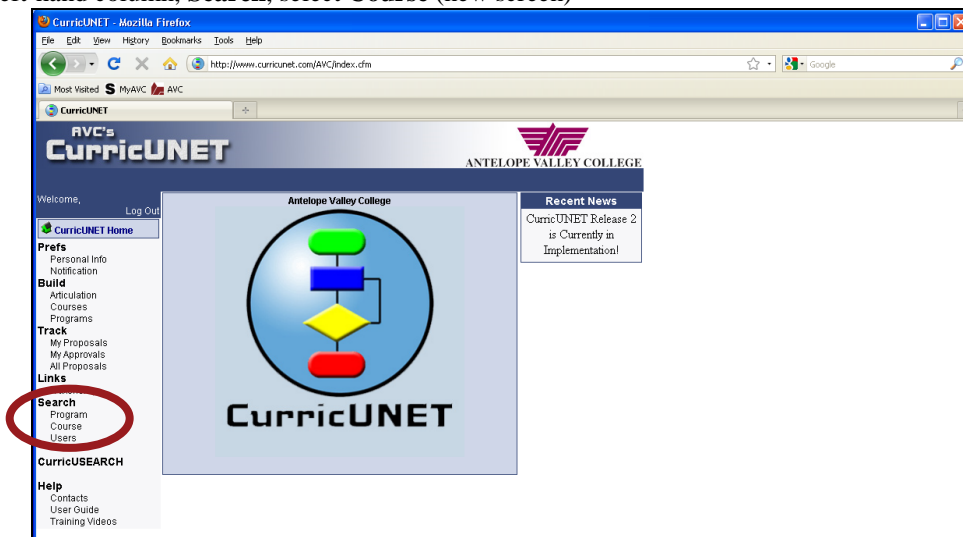 left-hand column, Search, select Course (new screen)
CurricUNET - Mozilla Firefox
File Edit View History Bookmarks Tools Help
http://www.curricunet.com/AVC/index.cfm
Google
Most Visited MyAVC AVC
CurricUNET
AVC's
CurricUNET
ANTELOPE VALLEY COLLEGE
Welcome,
Log Out
CurricUNET Home
Prefs
Personal Info
Notification
Build
Articulation
Courses
Programs
Track
My Proposals
My Approvals
All Proposals
Links
Search
Program
Course
Users
CurricUSEARCH
Help
Contacts
User Guide
Training Videos
Antelope Valley College
CurricUNET
Recent News
CurricUNET Release 2
is Currently in
Implementation!